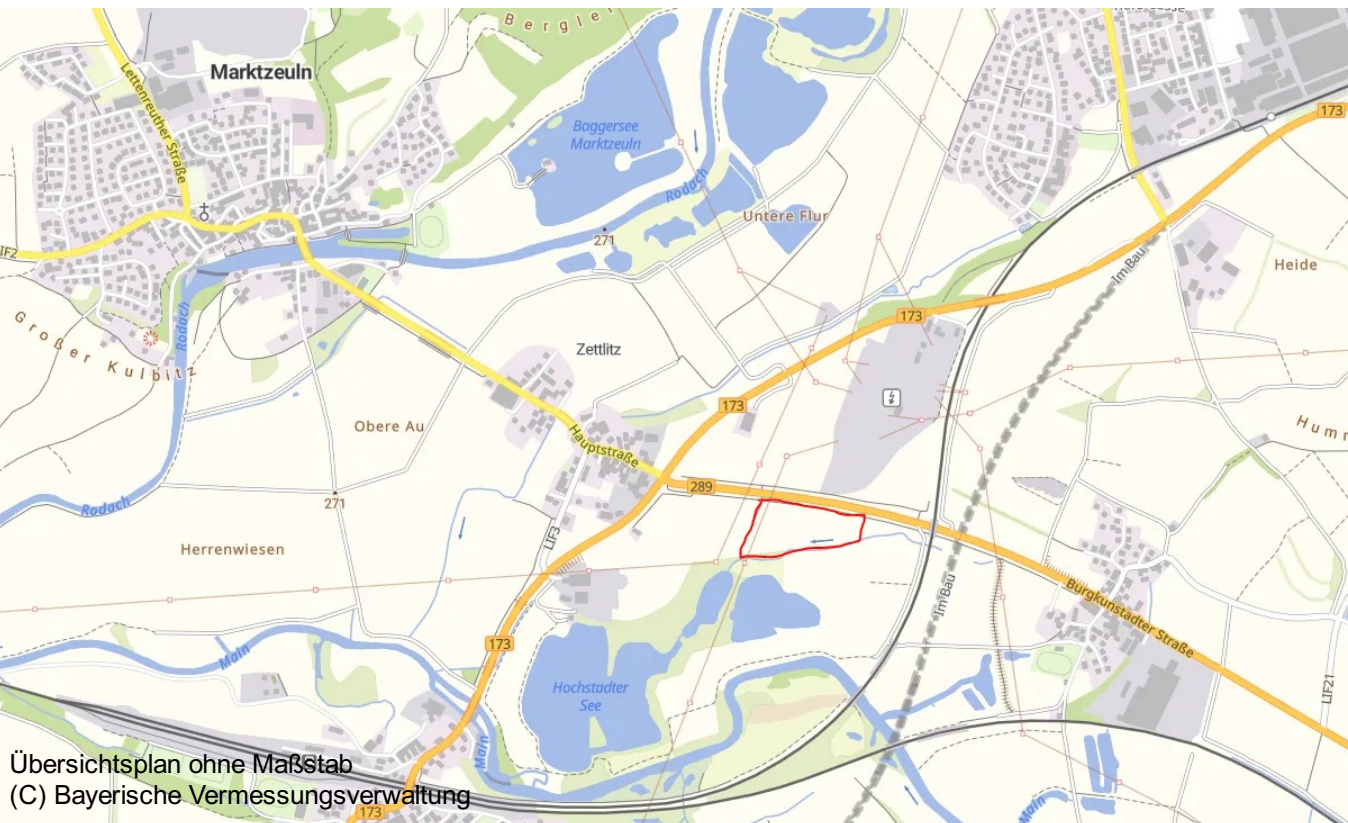 Bergle
Marktzeuln
Lettenreuther Straße
173
Baggersee
Marktzeuln
Rodach
Untere Flur
271
LIF2
Im Bau
Heide
Rodach
Großer Kulbitz
173
Zettlitz
173
Obere Au
Hauptstraße
Hum
289
271
Rodach
LIF3
Herrenwiesen
Im Bau
Burgkunstadter Straße
173
Main
Hochstadter
See
LIF21
Main
Übersichtsplan ohne Maßstab
(C) Bayerische Vermessungsverwaltung
173
Main